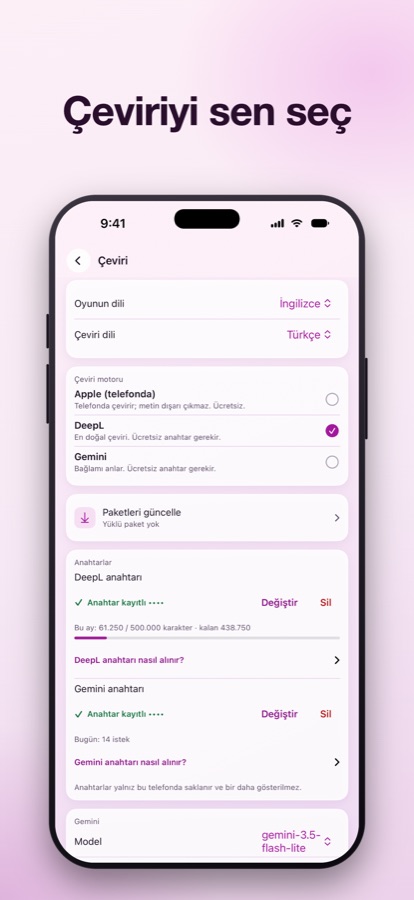 Çeviriyi sen seç
9:41
Çeviri
Oyunun dili İngilizce
Çeviri dili Türkçe
Çeviri motoru
Apple (telefonda)
Telefonda çevirir; metin dışarı çıkmaz. Ücretsiz.
DeepL
En doğal çeviri. Ücretsiz anahtar gerekir.
Gemini
Bağlamı anlar. Ücretsiz anahtar gerekir.
Paketleri güncelle
Yüklü paket yok
Anahtarlar
DeepL anahtarı
Anahtar kayıtlı •••• Değiştir Sil
Bu ay: 61.250 / 500.000 karakter · kalan 438.750
DeepL anahtarı nasıl alınır?
Gemini anahtarı
Anahtar kayıtlı •••• Değiştir Sil
Bugün: 14 istek
Gemini anahtarı nasıl alınır?
Anahtarlar yalnız bu telefonda saklanır ve bir daha gösterilmez.
Gemini
Model gemini-3.5-
flash-lite